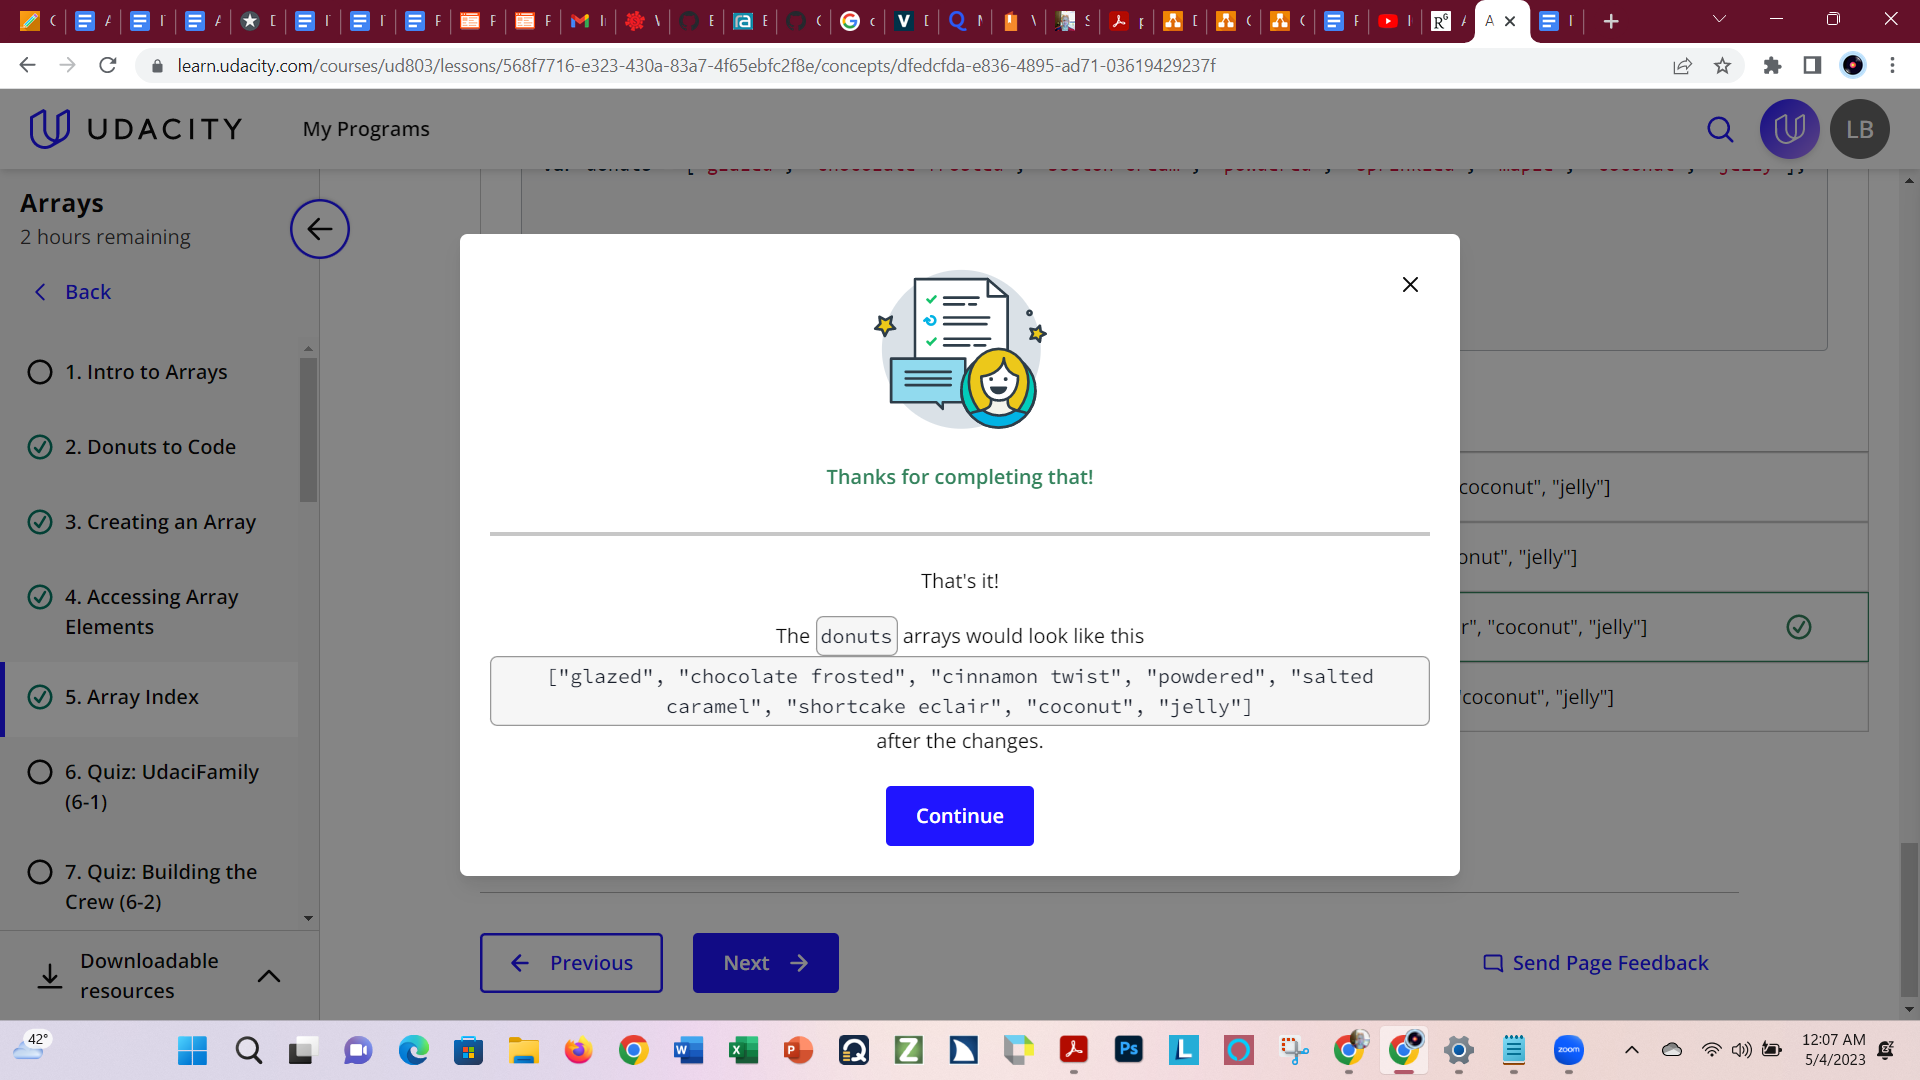 learn.udacity.com/courses/ud803/lessons/568f7716-e323-430a-83a7-4f65ebfc2f8e/concepts/dfedcfda-e836-4895-ad71-03619429237f
UDACITY
My Programs
LB
Arrays
2 hours remaining
Back
1. Intro to Arrays
2. Donuts to Code
3. Creating an Array
4. Accessing Array
Elements
5. Array Index
6. Quiz: UdaciFamily
(6-1)
7. Quiz: Building the
Crew (6-2)
Downloadable
resources
Thanks for completing that!
That's it!
The donuts arrays would look like this
["glazed", "chocolate frosted", "cinnamon twist", "powdered", "salted
caramel", "shortcake eclair", "coconut", "jelly"]
after the changes.
Continue
coconut", "jelly"]
onut", "jelly"]
r", "coconut", "jelly"]
"coconut", "jelly"]
Previous
Next
Send Page Feedback
42°
zoom
12:07 AM
5/4/2023